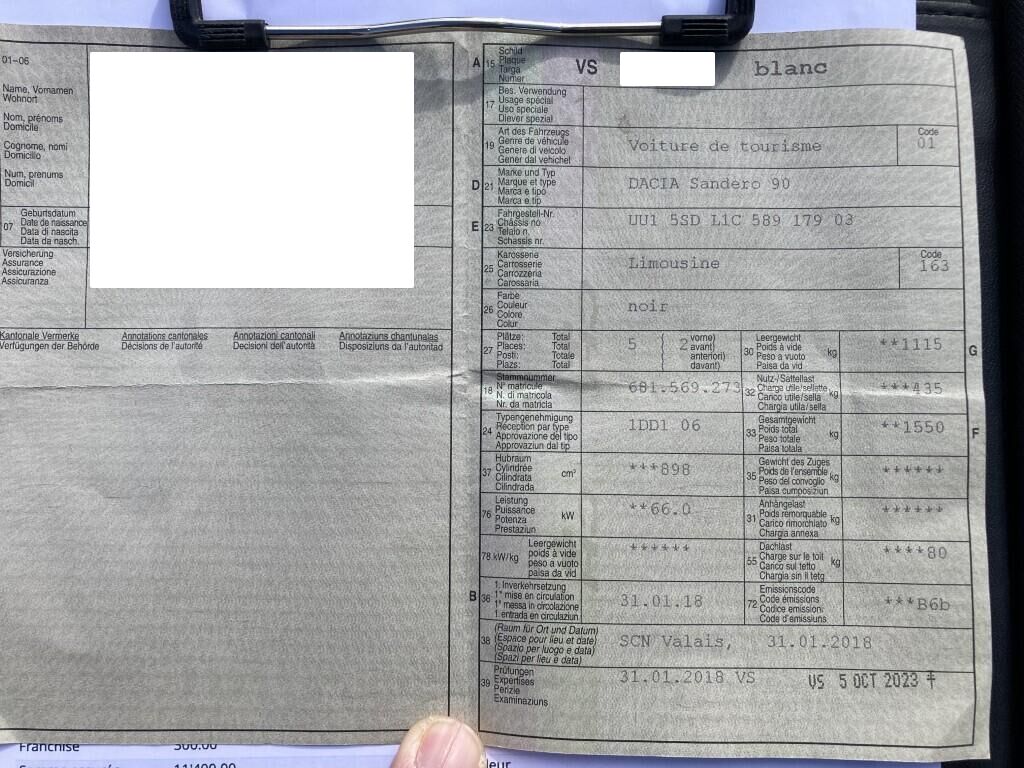 01-06
Name, Vornamen
Wohnort
Nom, prénoms
Domicile
Cognome, nomi
Domicilio
Num, prenums
Domicil
07
Geburtsdatum
Date de naissance
Data di nascita
Data da nasch.
Versicherung
Assurance
Assicurazione
Assicuranza
Kantonale Vermerke Annotations cantonales Annotazioni cantonali Annotaziuns chantunalas
Verfügungen der Behörde Décisions de l'autorité Decisioni dell'autorità Disposiziuns da l'autoritad
A 15 Schild
Plaque
Targa
Numer
VS blanc
17 Bes. Verwendung
Usage spécial
Uso speciale
Diever spezial
19 Art des Fahrzeugs
Genre de véhicule
Genere di veicolo
Gener dal vehichel
Voiture de tourisme
Code
01
D 21 Marke und Typ
Marque et type
Marca e tipo
Marca e tip
DACIA Sandero 90
E 23 Fahrgestell-Nr.
Châssis no
Telaio n.
Schassis nr.
UU1 5SD L1C 589 179 03
25 Karosserie
Carrosserie
Carrozzeria
Carossaria
Limousine
Code
163
26 Farbe
Couleur
Colore
Colur
noir
27 Plätze: Total
Places: Total
Posti: Totale
Plazs: Total
5 2 vorne)
avant)
anteriori)
davant)
30 Leergewicht
Poids à vide
Peso a vuoto
Paisa da vid
kg
**1115
G
18 Stammnummer
N° matricule
N. di matricola
Nr. da matricla
681.569.273
32 Nutz-/Sattellast
Charge utile/sellette
Carico utile/sella
Chargia utila/sella
kg
***435
24 Typengenehmigung
Réception par type
Approvazione del tipo
Approvaziun dal tip
1DD1 06
33 Gesamtgewicht
Poids total
Peso totale
Paisa totala
kg
**1550
F
37 Hubraum
Cylindrée
Cilindrata
Cilindrada
cm³
***898
35 Gewicht des Zuges
Poids de l'ensemble
Peso del convoglio
Paisa cumposiziun
kg
******
76 Leistung
Puissance
Potenza
Prestaziun
kW
**66.0
31 Anhängelast
Poids remorquable
Carico rimorchiato
Chargia annexa
kg
******
78 kW/kg Leergewicht
poids à vide
peso a vuoto
paisa da vid
******
55 Dachlast
Charge sur le toit
Carico sul tetto
Chargia sin il tetg
kg
****80
B 36 1. Inverkehrsetzung
1re mise en circulation
1a messa in circolazione
1. entrada en circulaziun
31.01.18
72 Emissionscode
Code émissions
Codice emissioni
Code d'emissiuns
***B6b
38 (Raum für Ort und Datum)
(Espace pour lieu et date)
(Spazio per luogo e data)
(Spazi per lieu e data)
SCN Valais, 31.01.2018
39 Prüfungen
Expertises
Perizie
Examinaziuns
31.01.2018 VS
VS 5 OCT 2023
Franchise 300.00